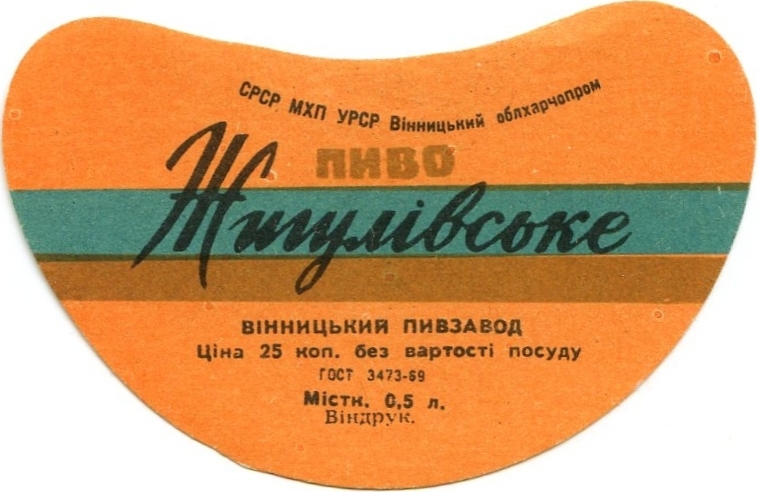 СРСР МХП УРСР Вінницький облхарчопром
ПИВО
Жигулівське
ВІННИЦЬКИЙ ПИВЗАВОД
Ціна 25 коп. без вартості посуду
ГОСТ 3473-69
Місткн. 0,5 л.
Віндрук.